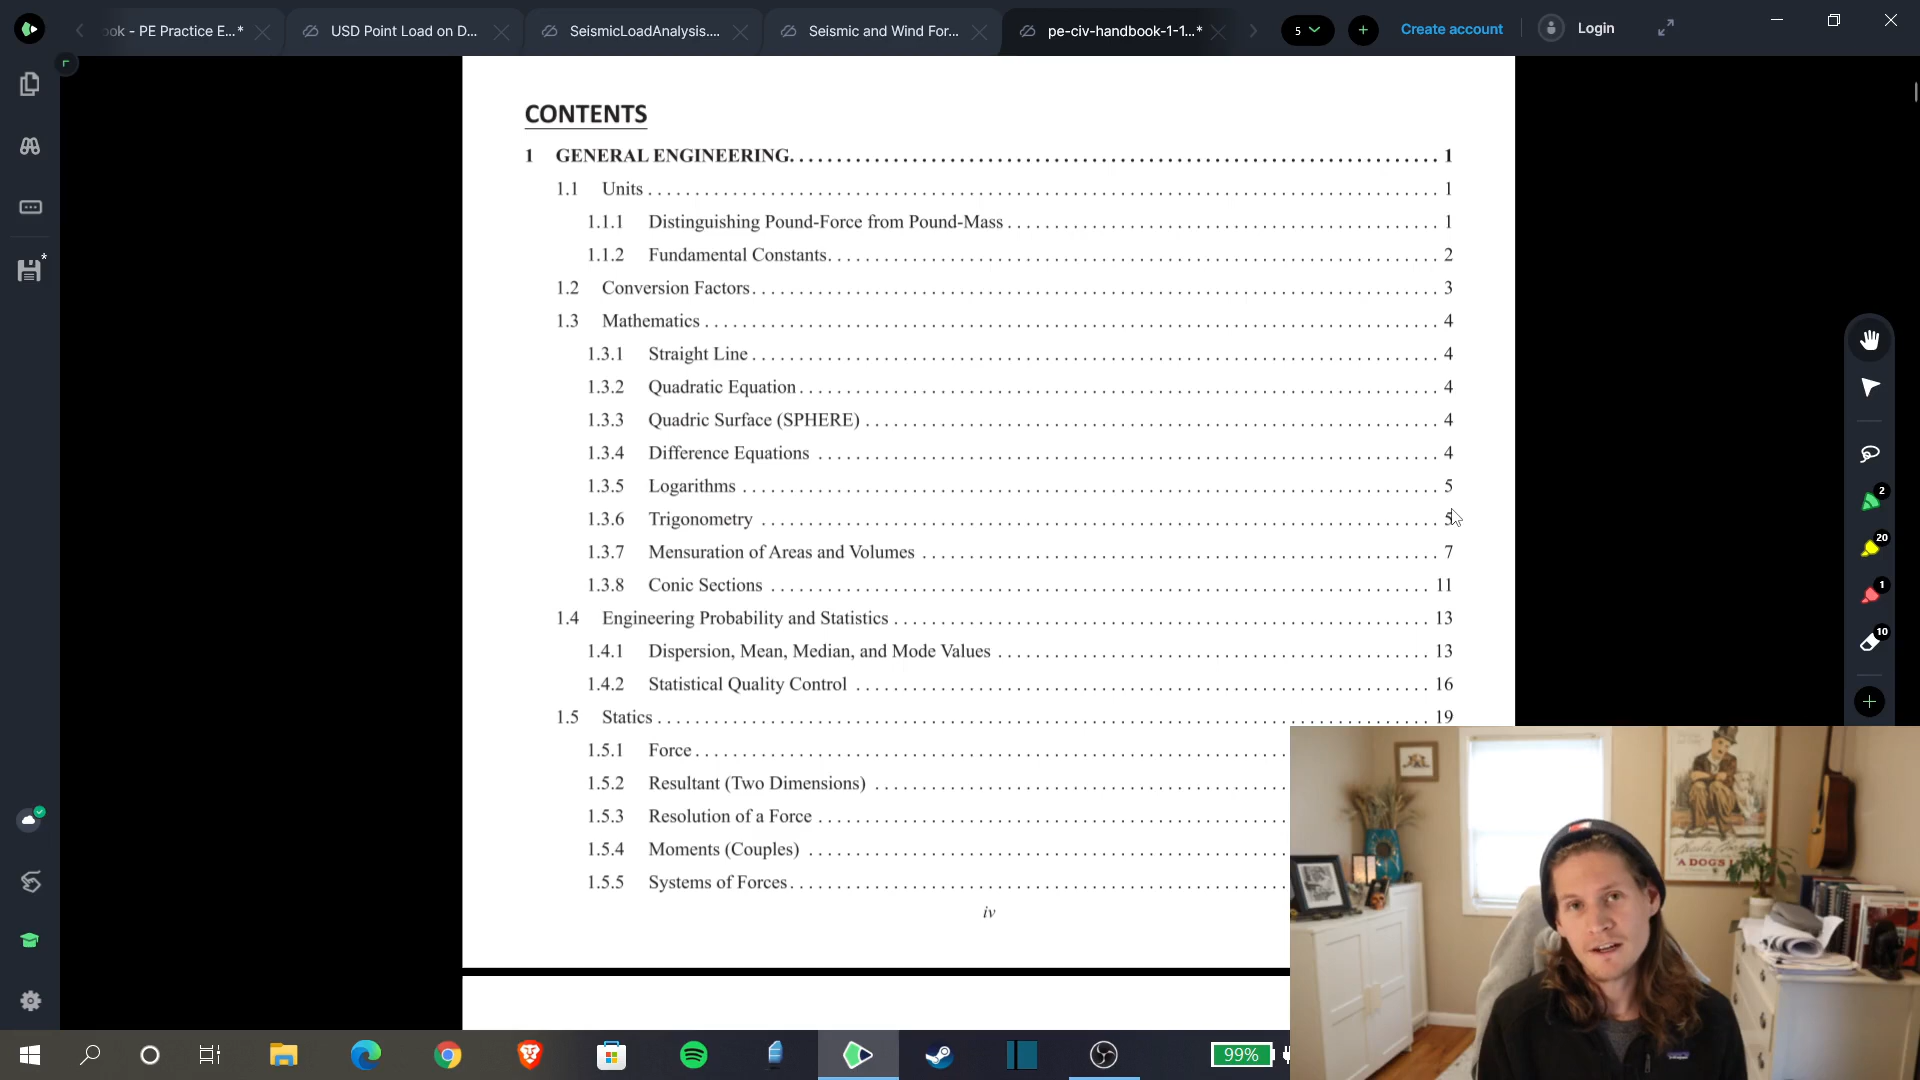 ok - PE Practice E...*
USD Point Load on D...
SeismicLoadAnalysis....
Seismic and Wind For...
pe-civ-handbook-1-1...*
5
Create account
Login
CONTENTS
1 GENERAL ENGINEERING. 1
1.1 Units 1
1.1.1 Distinguishing Pound-Force from Pound-Mass 1
1.1.2 Fundamental Constants. 2
1.2 Conversion Factors 3
1.3 Mathematics 4
1.3.1 Straight Line 4
1.3.2 Quadratic Equation 4
1.3.3 Quadric Surface (SPHERE) 4
1.3.4 Difference Equations 4
1.3.5 Logarithms 5
1.3.6 Trigonometry 5
1.3.7 Mensuration of Areas and Volumes 7
1.3.8 Conic Sections 11
1.4 Engineering Probability and Statistics 13
1.4.1 Dispersion, Mean, Median, and Mode Values 13
1.4.2 Statistical Quality Control 16
1.5 Statics 19
1.5.1 Force
1.5.2 Resultant (Two Dimensions)
1.5.3 Resolution of a Force
1.5.4 Moments (Couples)
1.5.5 Systems of Forces
iv
2
20
1
10
A DOG'S LI
99%